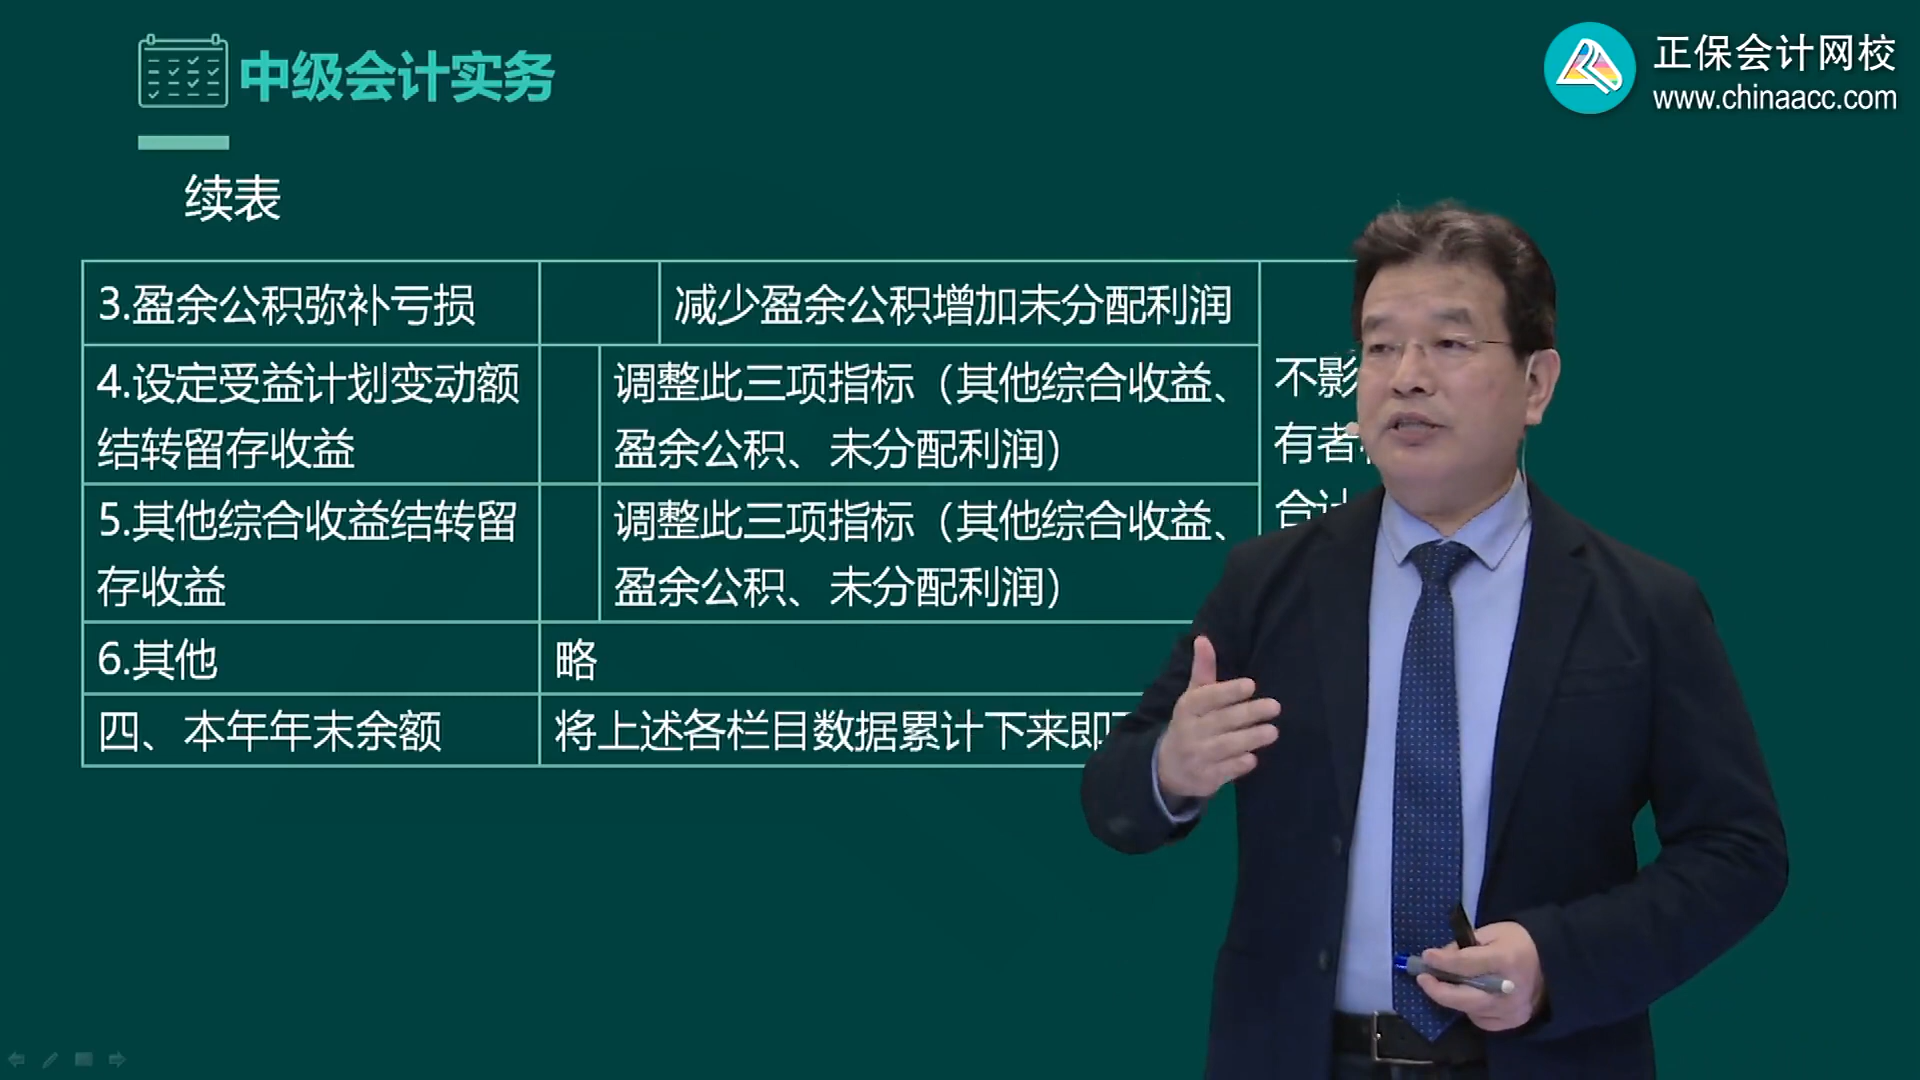 中级会计实务
正保会计网校
www.chinaacc.com
续表
3.盈余公积弥补亏损
减少盈余公积增加未分配利润
4.设定受益计划变动额
结转留存收益
调整此三项指标（其他综合收益、
盈余公积、未分配利润）
不影
有者
合计
5.其他综合收益结转留
存收益
调整此三项指标（其他综合收益、
盈余公积、未分配利润）
6.其他
略
四、本年年末余额
将上述各栏目数据累计下来即